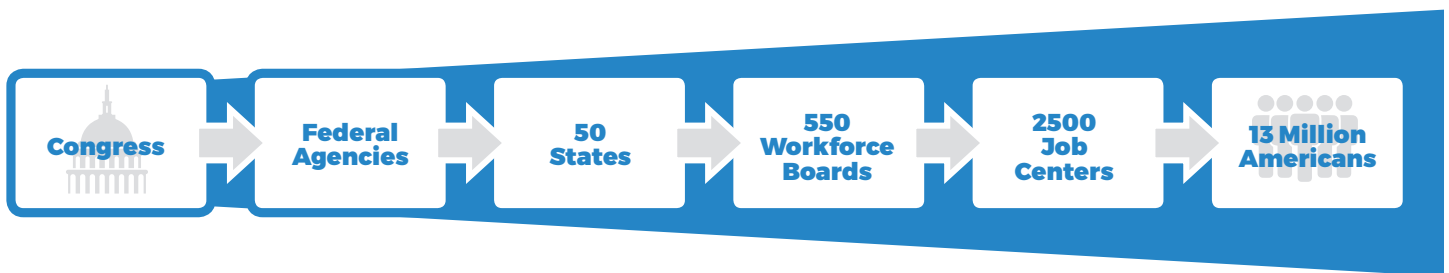 Congress
Federal
Agencies
50
States
550
Workforce
Boards
2500
Job
Centers
13 Million
Americans